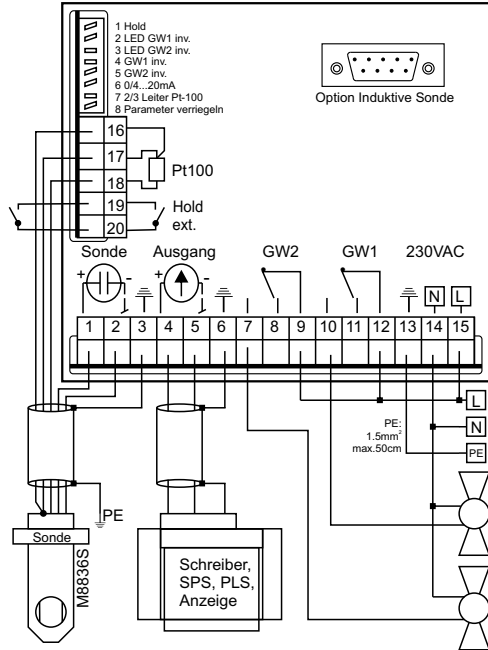 1 Hold
2 LED GW1 inv.
3 LED GW2 inv.
4 GW1 inv.
5 GW2 inv.
6 0/4...20mA
7 2/3 Leiter Pt-100
8 Parameter verriegeln
Option Induktive Sonde
16
17
18
19
20
Pt100
Hold
ext.
Sonde Ausgang GW2 GW1 230VAC
+ - + -
N L
1 2 3 4 5 6 7 8 9 10 11 12 13 14 15
L
N
PE
PE:
1.5mm²
max.50cm
PE
Sonde
M8836S
Schreiber,
SPS, PLS,
Anzeige